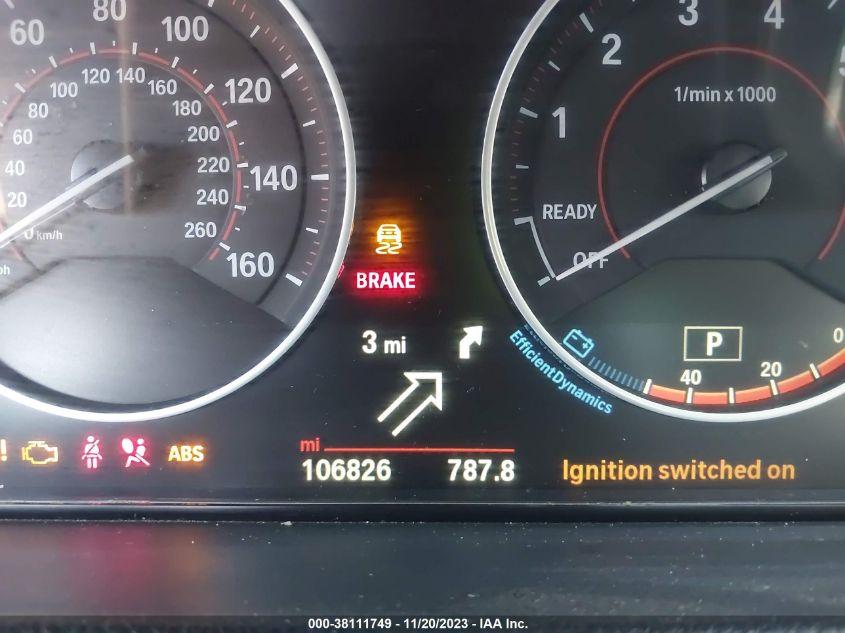 60 80 100 120 140 160
20 40 60 80 100 120 140 160 180 200 220 240 260
0 km/h
1 2 3 4
1/min x 1000
READY
OFF
BRAKE
3 mi
EfficientDynamics
P
40 20 0
ABS
mi
106826 787.8
Ignition switched on
000-38111749 - 11/20/2023 - IAA Inc.